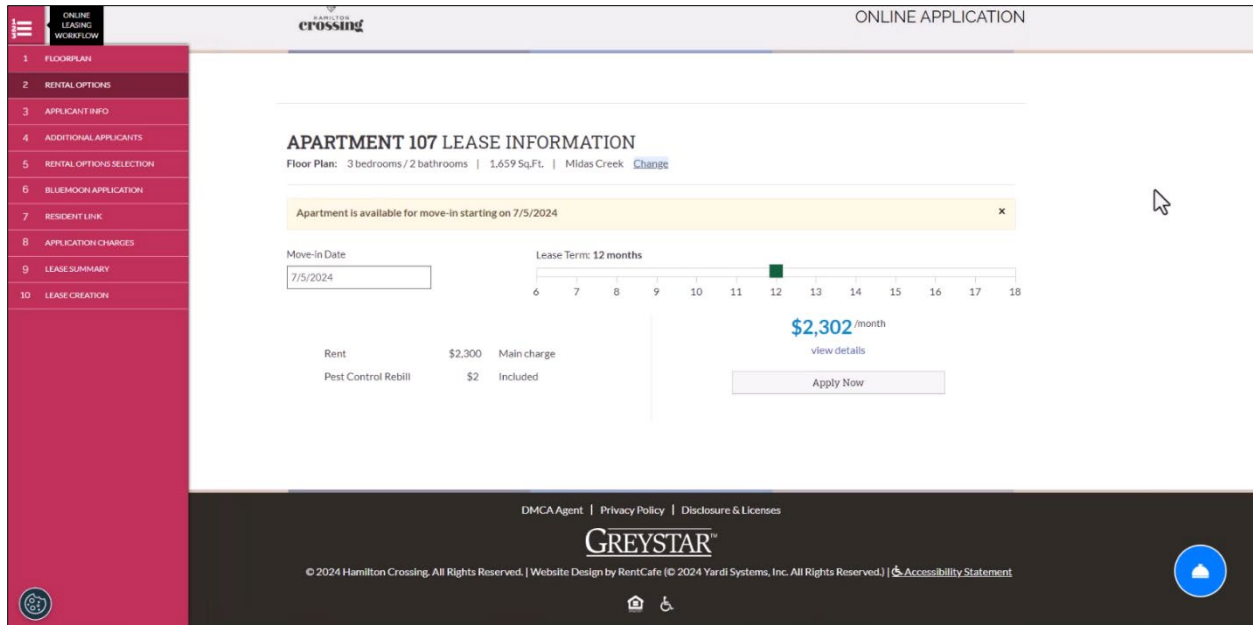 ONLINE
LEASING
WORKFLOW
HAMILTON
crossing
ONLINE APPLICATION
1 FLOORPLAN
2 RENTAL OPTIONS
3 APPLICANT INFO
4 ADDITIONAL APPLICANTS
5 RENTAL OPTIONS SELECTION
6 BLUEMOON APPLICATION
7 RESIDENT LINK
8 APPLICATION CHARGES
9 LEASE SUMMARY
10 LEASE CREATION
APARTMENT 107 LEASE INFORMATION
Floor Plan: 3 bedrooms / 2 bathrooms | 1,659 Sq.Ft. | Midas Creek Change
Apartment is available for move-in starting on 7/5/2024 ×
Move-in Date
7/5/2024
Lease Term: 12 months
6 7 8 9 10 11 12 13 14 15 16 17 18
Rent $2,300 Main charge
Pest Control Rebill $2 Included
$2,302 /month
view details
Apply Now
DMCA Agent | Privacy Policy | Disclosure & Licenses
GREYSTAR™
© 2024 Hamilton Crossing. All Rights Reserved. | Website Design by RentCafe (© 2024 Yardi Systems, Inc. All Rights Reserved.) | Accessibility Statement